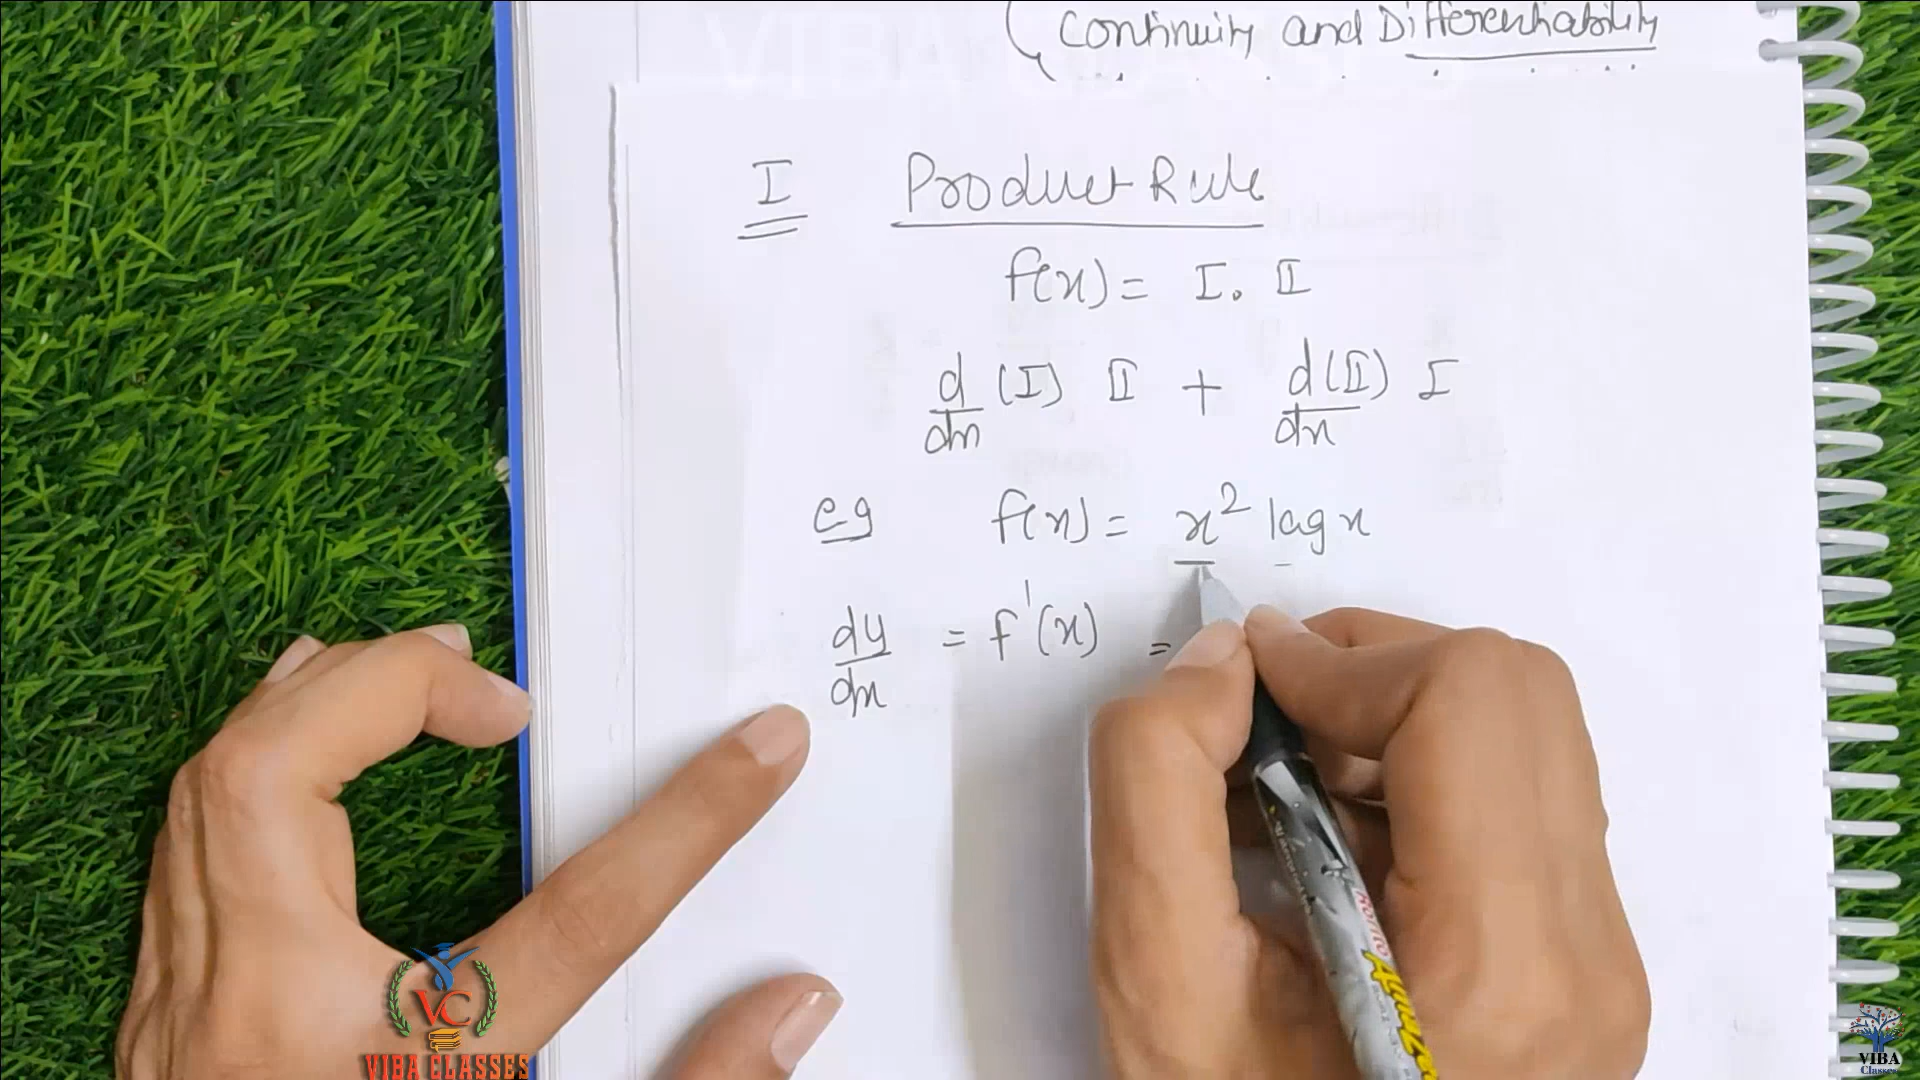 Continuity and Differentiability
I Product Rule
f(x) = I . II
d/dx (I) II + d(II)/dx I
eg f(x) = x² log x
dy/dx = f'(x) =
VC
VIBA CLASSES
VIBA
Classes